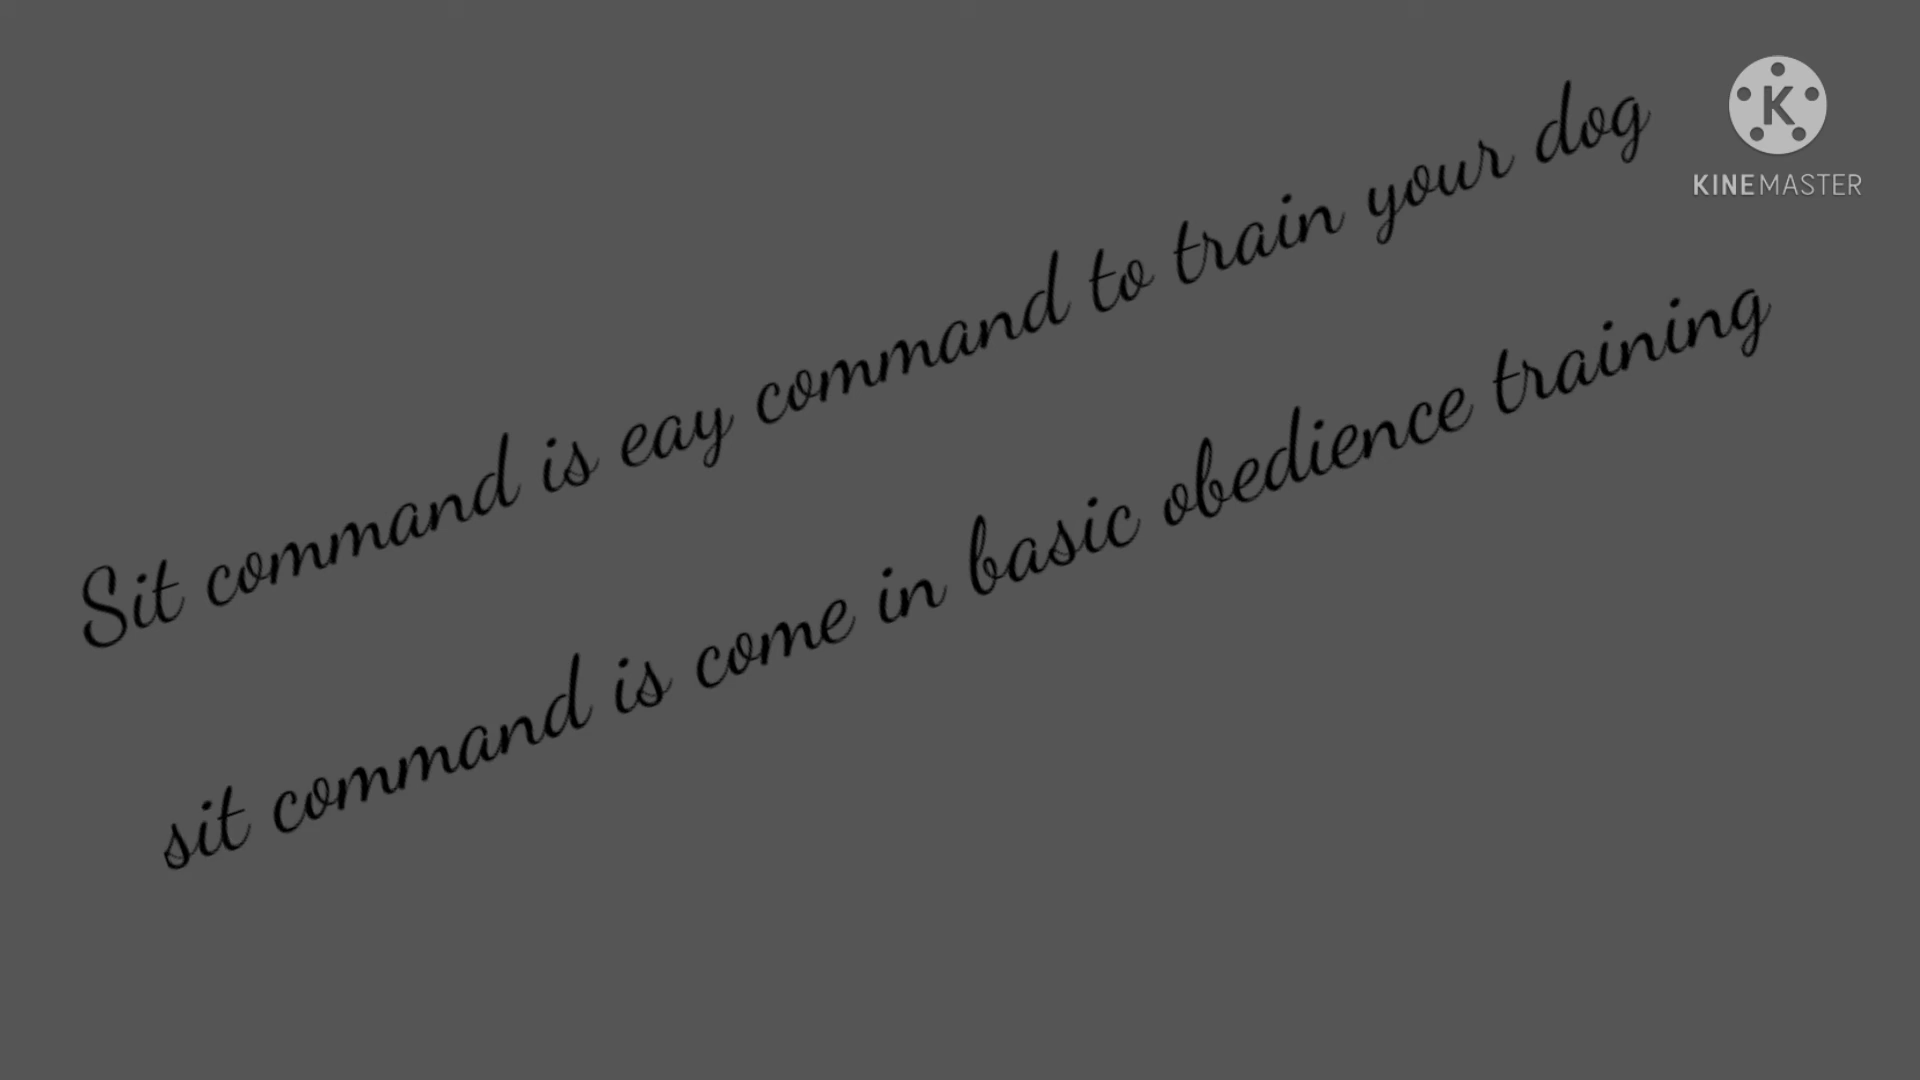 Sit command is eay command to train your dog
sit command is come in basic obedience training
K
KINEMASTER